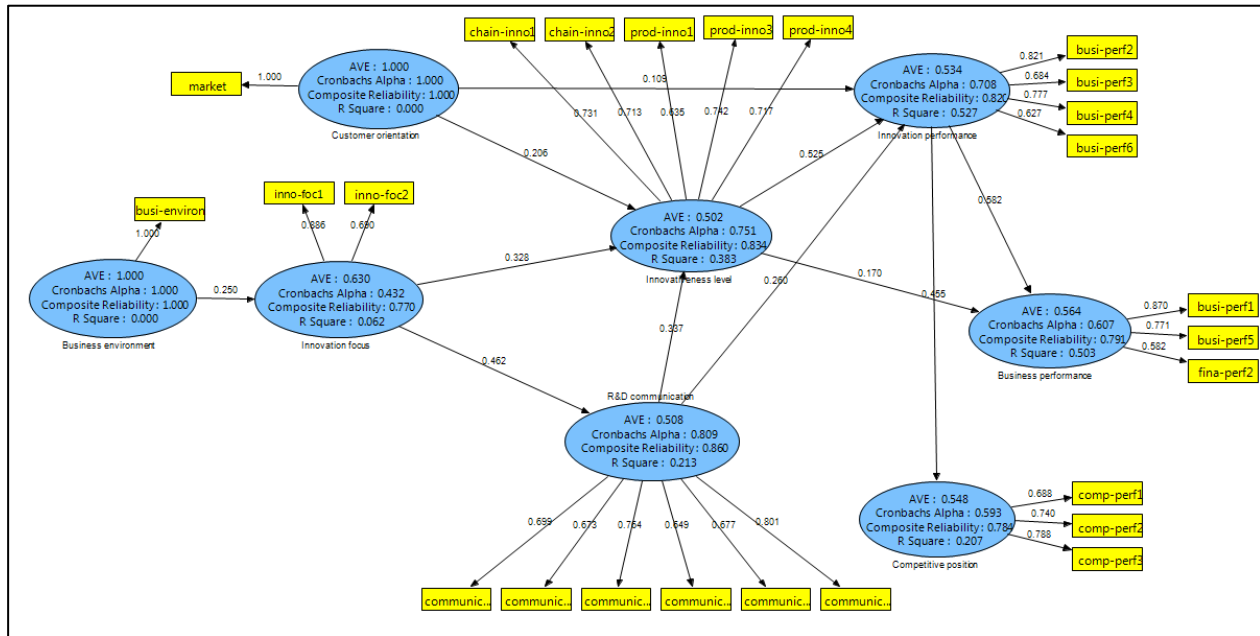 chain-inno1
chain-inno2
prod-inno1
prod-inno3
prod-inno4
market
1.000
AVE : 1.000
Cronbachs Alpha : 1.000
Composite Reliability: 1.000
R Square : 0.000
Customer orientation
0.109
0.206
0.731
0.713
0.635
0.742
0.717
AVE : 0.534
Cronbachs Alpha : 0.708
Composite Reliability: 0.820
R Square : 0.527
Innovation performance
0.821
0.684
0.777
0.627
busi-perf2
busi-perf3
busi-perf4
busi-perf6
busi-environ
1.000
inno-foc1
inno-foc2
0.886
0.690
AVE : 0.502
Cronbachs Alpha : 0.751
Composite Reliability: 0.834
R Square : 0.383
Innovativeness level
0.525
0.582
AVE : 1.000
Cronbachs Alpha : 1.000
Composite Reliability: 1.000
R Square : 0.000
Business environment
0.250
AVE : 0.630
Cronbachs Alpha : 0.432
Composite Reliability: 0.770
R Square : 0.062
Innovation focus
0.328
0.462
0.337
0.260
0.170
0.455
AVE : 0.564
Cronbachs Alpha : 0.607
Composite Reliability: 0.791
R Square : 0.503
Business performance
0.870
0.771
0.582
busi-perf1
busi-perf5
fina-perf2
R&D communication
AVE : 0.508
Cronbachs Alpha : 0.809
Composite Reliability: 0.860
R Square : 0.213
0.699
0.673
0.764
0.649
0.677
0.801
communic...
communic...
communic...
communic...
communic...
communic...
AVE : 0.548
Cronbachs Alpha : 0.593
Composite Reliability: 0.784
R Square : 0.207
Competitive position
0.688
0.740
0.788
comp-perf1
comp-perf2
comp-perf3